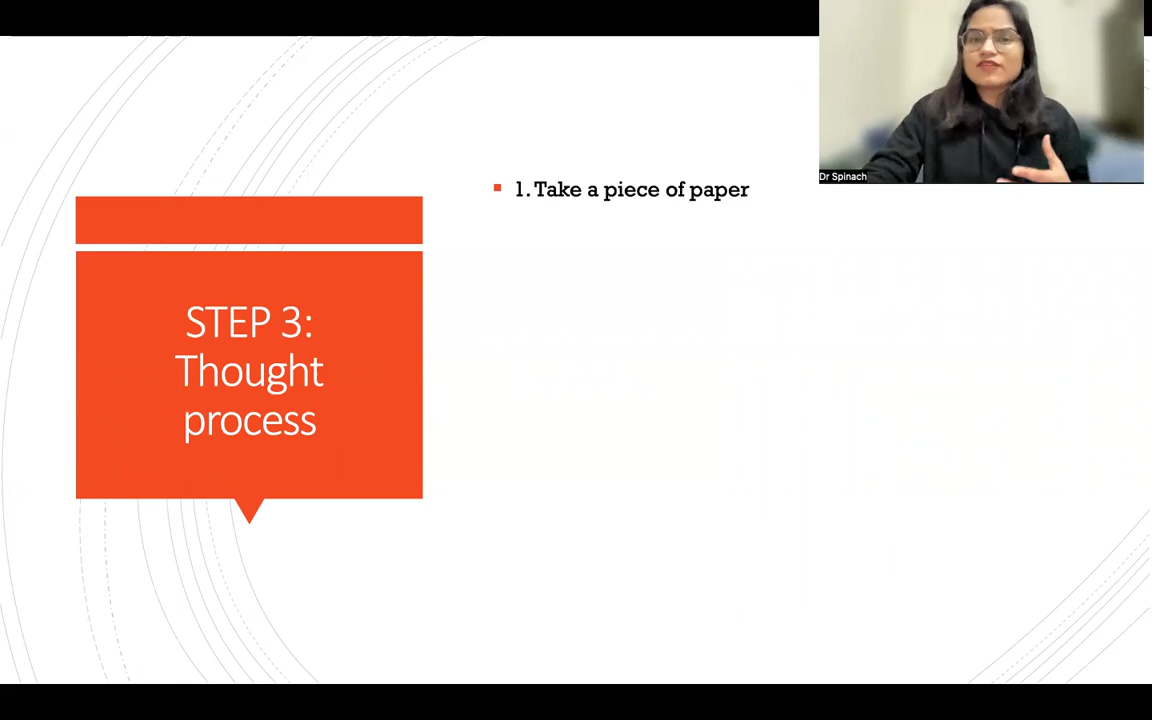 1. Take a piece of paper
Dr Spinach
STEP 3:
Thought
process